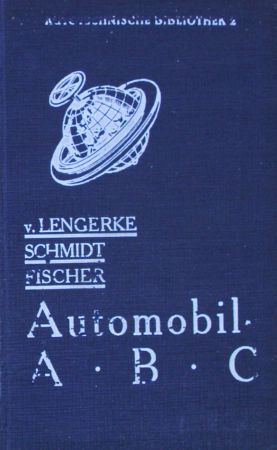 AUTOTECHNISCHE BIBLIOTHEK 2
v. LENGERKE
SCHMIDT
FISCHER
Automobil-
A · B · C